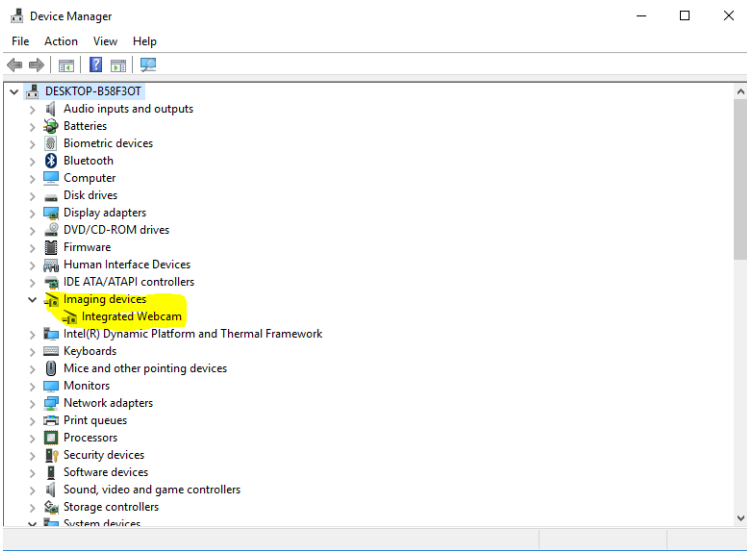 Device Manager
File Action View Help
DESKTOP-B58F3OT
Audio inputs and outputs
Batteries
Biometric devices
Bluetooth
Computer
Disk drives
Display adapters
DVD/CD-ROM drives
Firmware
Human Interface Devices
IDE ATA/ATAPI controllers
Imaging devices
Integrated Webcam
Intel(R) Dynamic Platform and Thermal Framework
Keyboards
Mice and other pointing devices
Monitors
Network adapters
Print queues
Processors
Security devices
Software devices
Sound, video and game controllers
Storage controllers
System devices